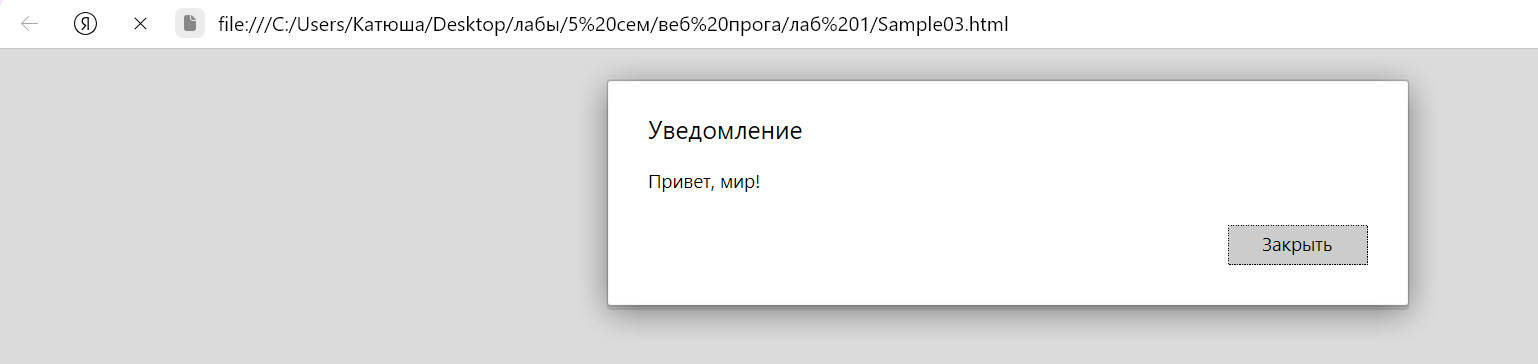 Я file:///C:/Users/Катюша/Desktop/лабы/5%20сем/веб%20прога/лаб%201/Sample03.html
Уведомление
Привет, мир!
Закрыть